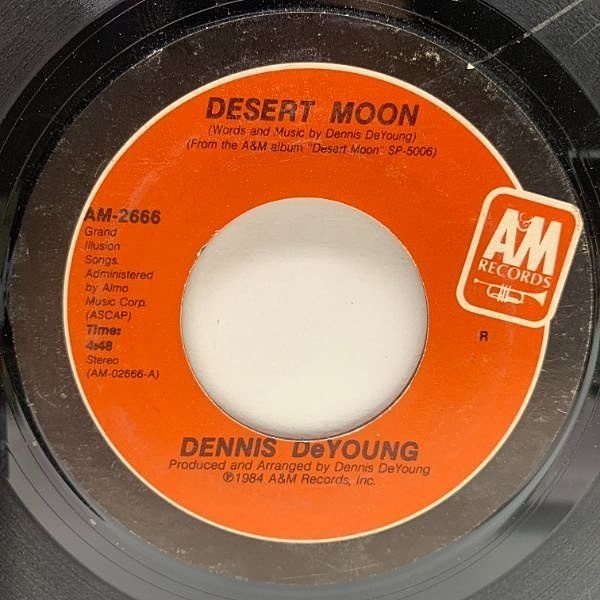 DESERT MOON
(Words and Music by Dennis DeYoung)
(From the A&M album "Desert Moon" SP-5006)
AM-2666
Grand
Illusion
Songs.
Administered
by Almo
Music Corp.
(ASCAP)
Time:
4:48
Stereo
(AM-02666-A)
A&M
RECORDS
R
DENNIS DeYOUNG
Produced and Arranged by Dennis DeYoung
℗1984 A&M Records, Inc.